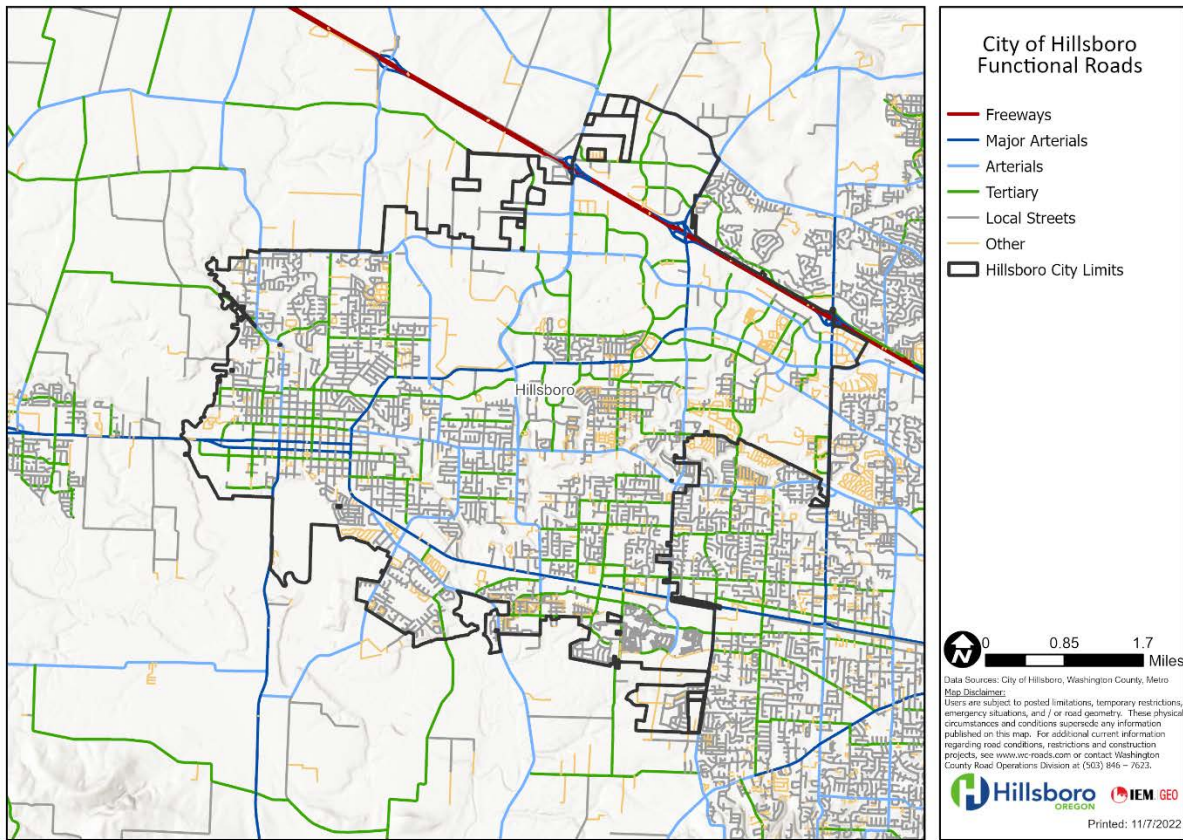 City of Hillsboro
Functional Roads
Freeways
Major Arterials
Arterials
Tertiary
Local Streets
Other
Hillsboro City Limits
Hillsboro
N
0 0.85 1.7
Miles
Data Sources: City of Hillsboro, Washington County, Metro
Map Disclaimer:
Users are subject to posted limitations, temporary restrictions,
emergency situations, and / or road geometry. These physical
circumstances and conditions supersede any information
published on this map. For additional current information
regarding road conditions, restrictions and construction
projects, see www.wc-roads.com or contact Washington
County Road Operations Division at (503) 846 – 7623.
Hillsboro
OREGON
IEM/GEO
Printed: 11/7/2022